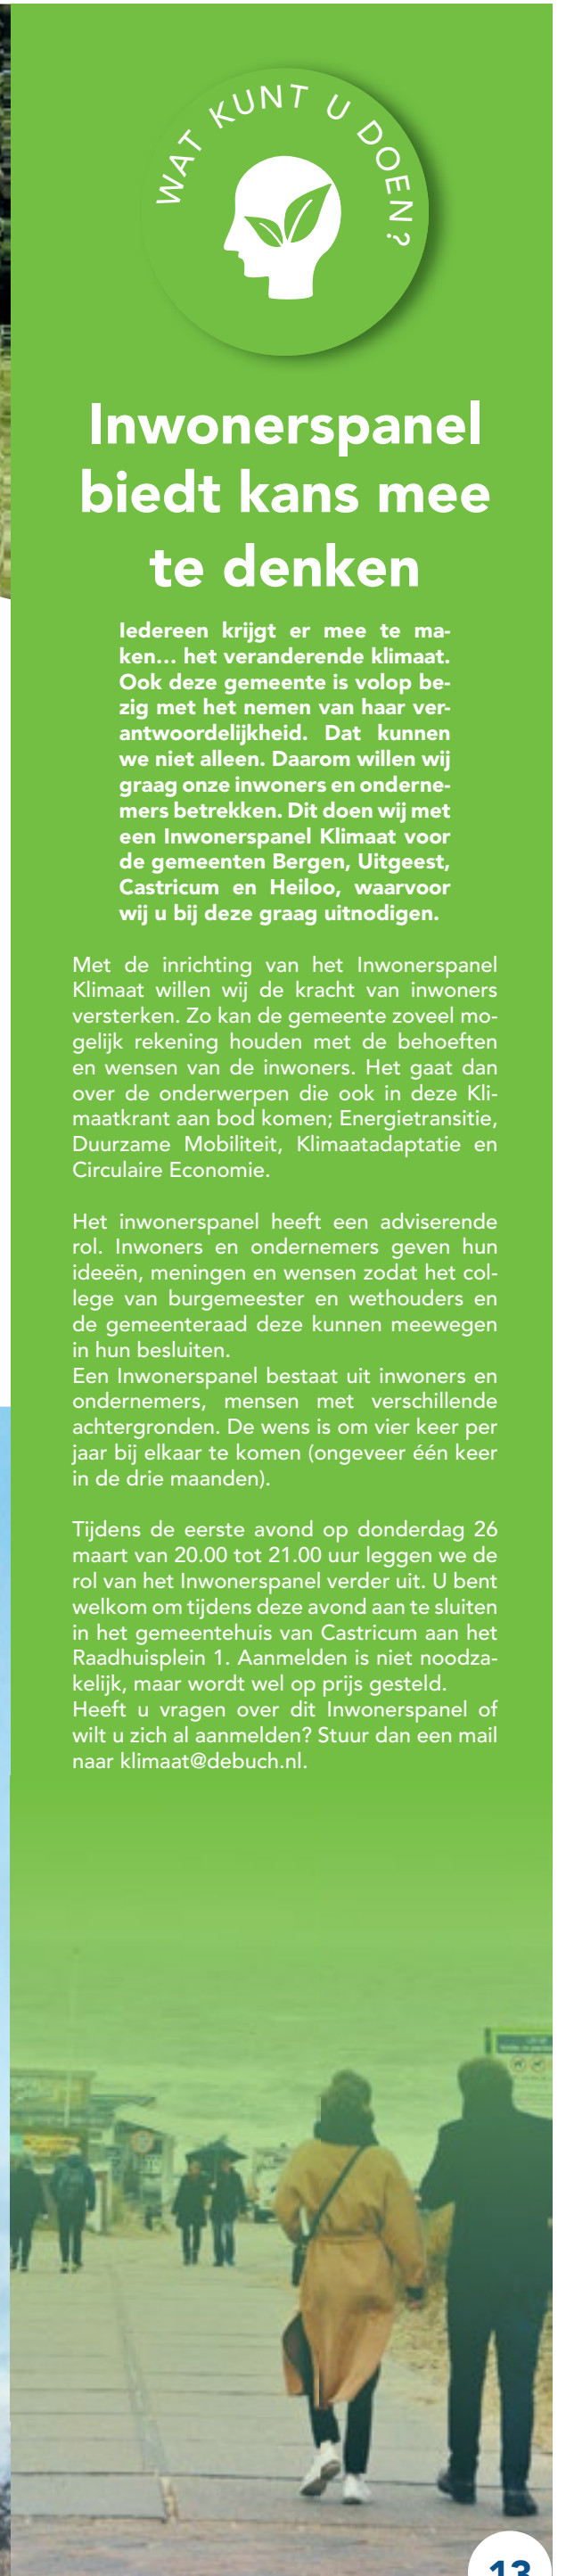 WAT KUNT U DOEN?
Inwonerspanel
biedt kans mee
te denken
Iedereen krijgt er mee te ma-
ken... het veranderende klimaat.
Ook deze gemeente is volop be-
zig met het nemen van haar ver-
antwoordelijkheid. Dat kunnen
we niet alleen. Daarom willen wij
graag onze inwoners en onderne-
mers betrekken. Dit doen wij met
een Inwonerspanel Klimaat voor
de gemeenten Bergen, Uitgeest,
Castricum en Heiloo, waarvoor
wij u bij deze graag uitnodigen.
Met de inrichting van het Inwonerspanel
Klimaat willen wij de kracht van inwoners
versterken. Zo kan de gemeente zoveel mo-
gelijk rekening houden met de behoeften
en wensen van de inwoners. Het gaat dan
over de onderwerpen die ook in deze Kli-
maatkrant aan bod komen; Energietransitie,
Duurzame Mobiliteit, Klimaatadaptatie en
Circulaire Economie.
Het inwonerspanel heeft een adviserende
rol. Inwoners en ondernemers geven hun
ideeën, meningen en wensen zodat het col-
lege van burgemeester en wethouders en
de gemeenteraad deze kunnen meewegen
in hun besluiten.
Een Inwonerspanel bestaat uit inwoners en
ondernemers, mensen met verschillende
achtergronden. De wens is om vier keer per
jaar bij elkaar te komen (ongeveer één keer
in de drie maanden).
Tijdens de eerste avond op donderdag 26
maart van 20.00 tot 21.00 uur leggen we de
rol van het Inwonerspanel verder uit. U bent
welkom om tijdens deze avond aan te sluiten
in het gemeentehuis van Castricum aan het
Raadhuisplein 1. Aanmelden is niet noodza-
kelijk, maar wordt wel op prijs gesteld.
Heeft u vragen over dit Inwonerspanel of
wilt u zich al aanmelden? Stuur dan een mail
naar klimaat@debuch.nl.
13